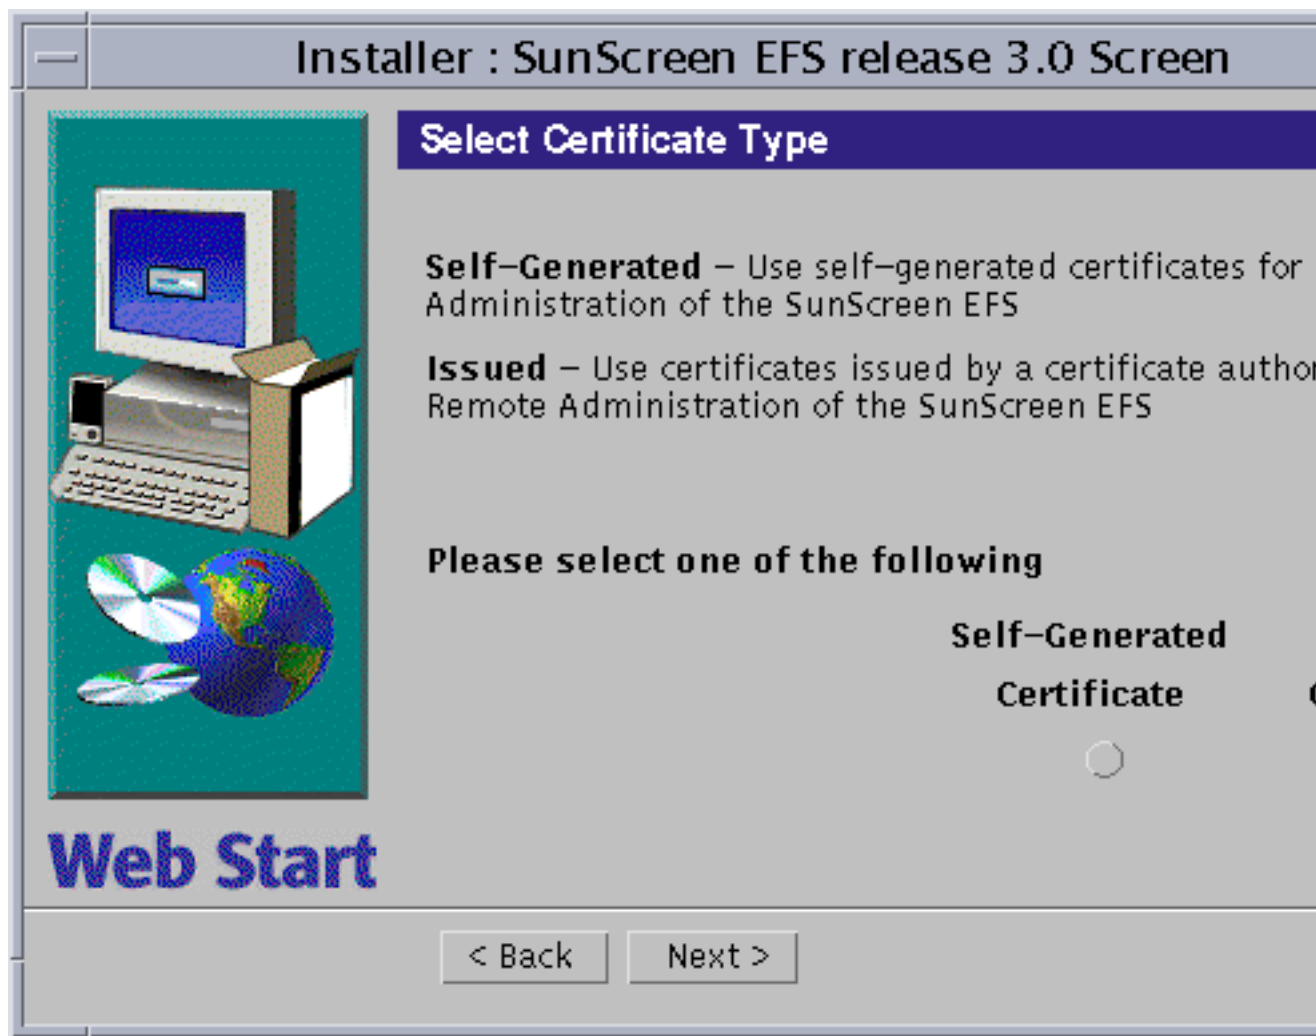 Installer : SunScreen EFS release 3.0 Screen
Select Certificate Type
Self–Generated – Use self–generated certificates for
Administration of the SunScreen EFS
Issued – Use certificates issued by a certificate author
Remote Administration of the SunScreen EFS
Please select one of the following
Self–Generated
Certificate
Web Start
< Back
Next >